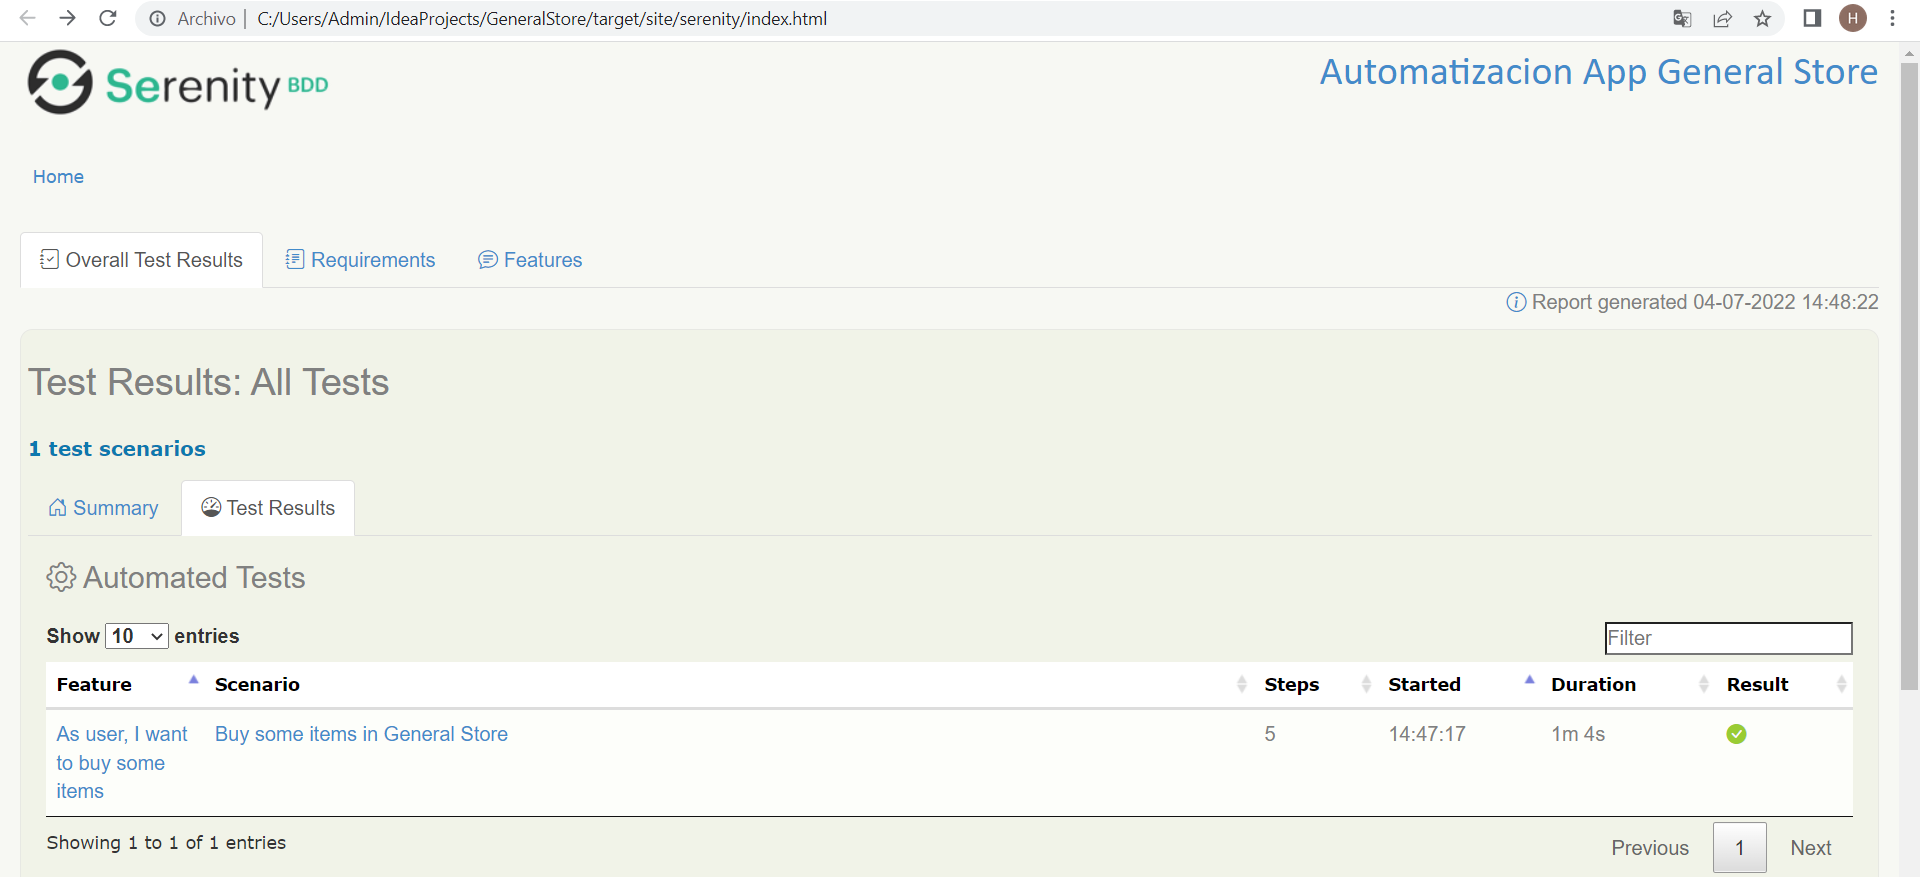 Archivo | C:/Users/Admin/IdeaProjects/GeneralStore/target/site/serenity/index.html
H
Serenity BDD
Automatizacion App General Store
Home
Overall Test Results Requirements Features
Report generated 04-07-2022 14:48:22
Test Results: All Tests
1 test scenarios
Summary Test Results
Automated Tests
Show 10 entries
Filter
Feature Scenario Steps Started Duration Result
As user, I want Buy some items in General Store 5 14:47:17 1m 4s
to buy some
items
Showing 1 to 1 of 1 entries
Previous 1 Next